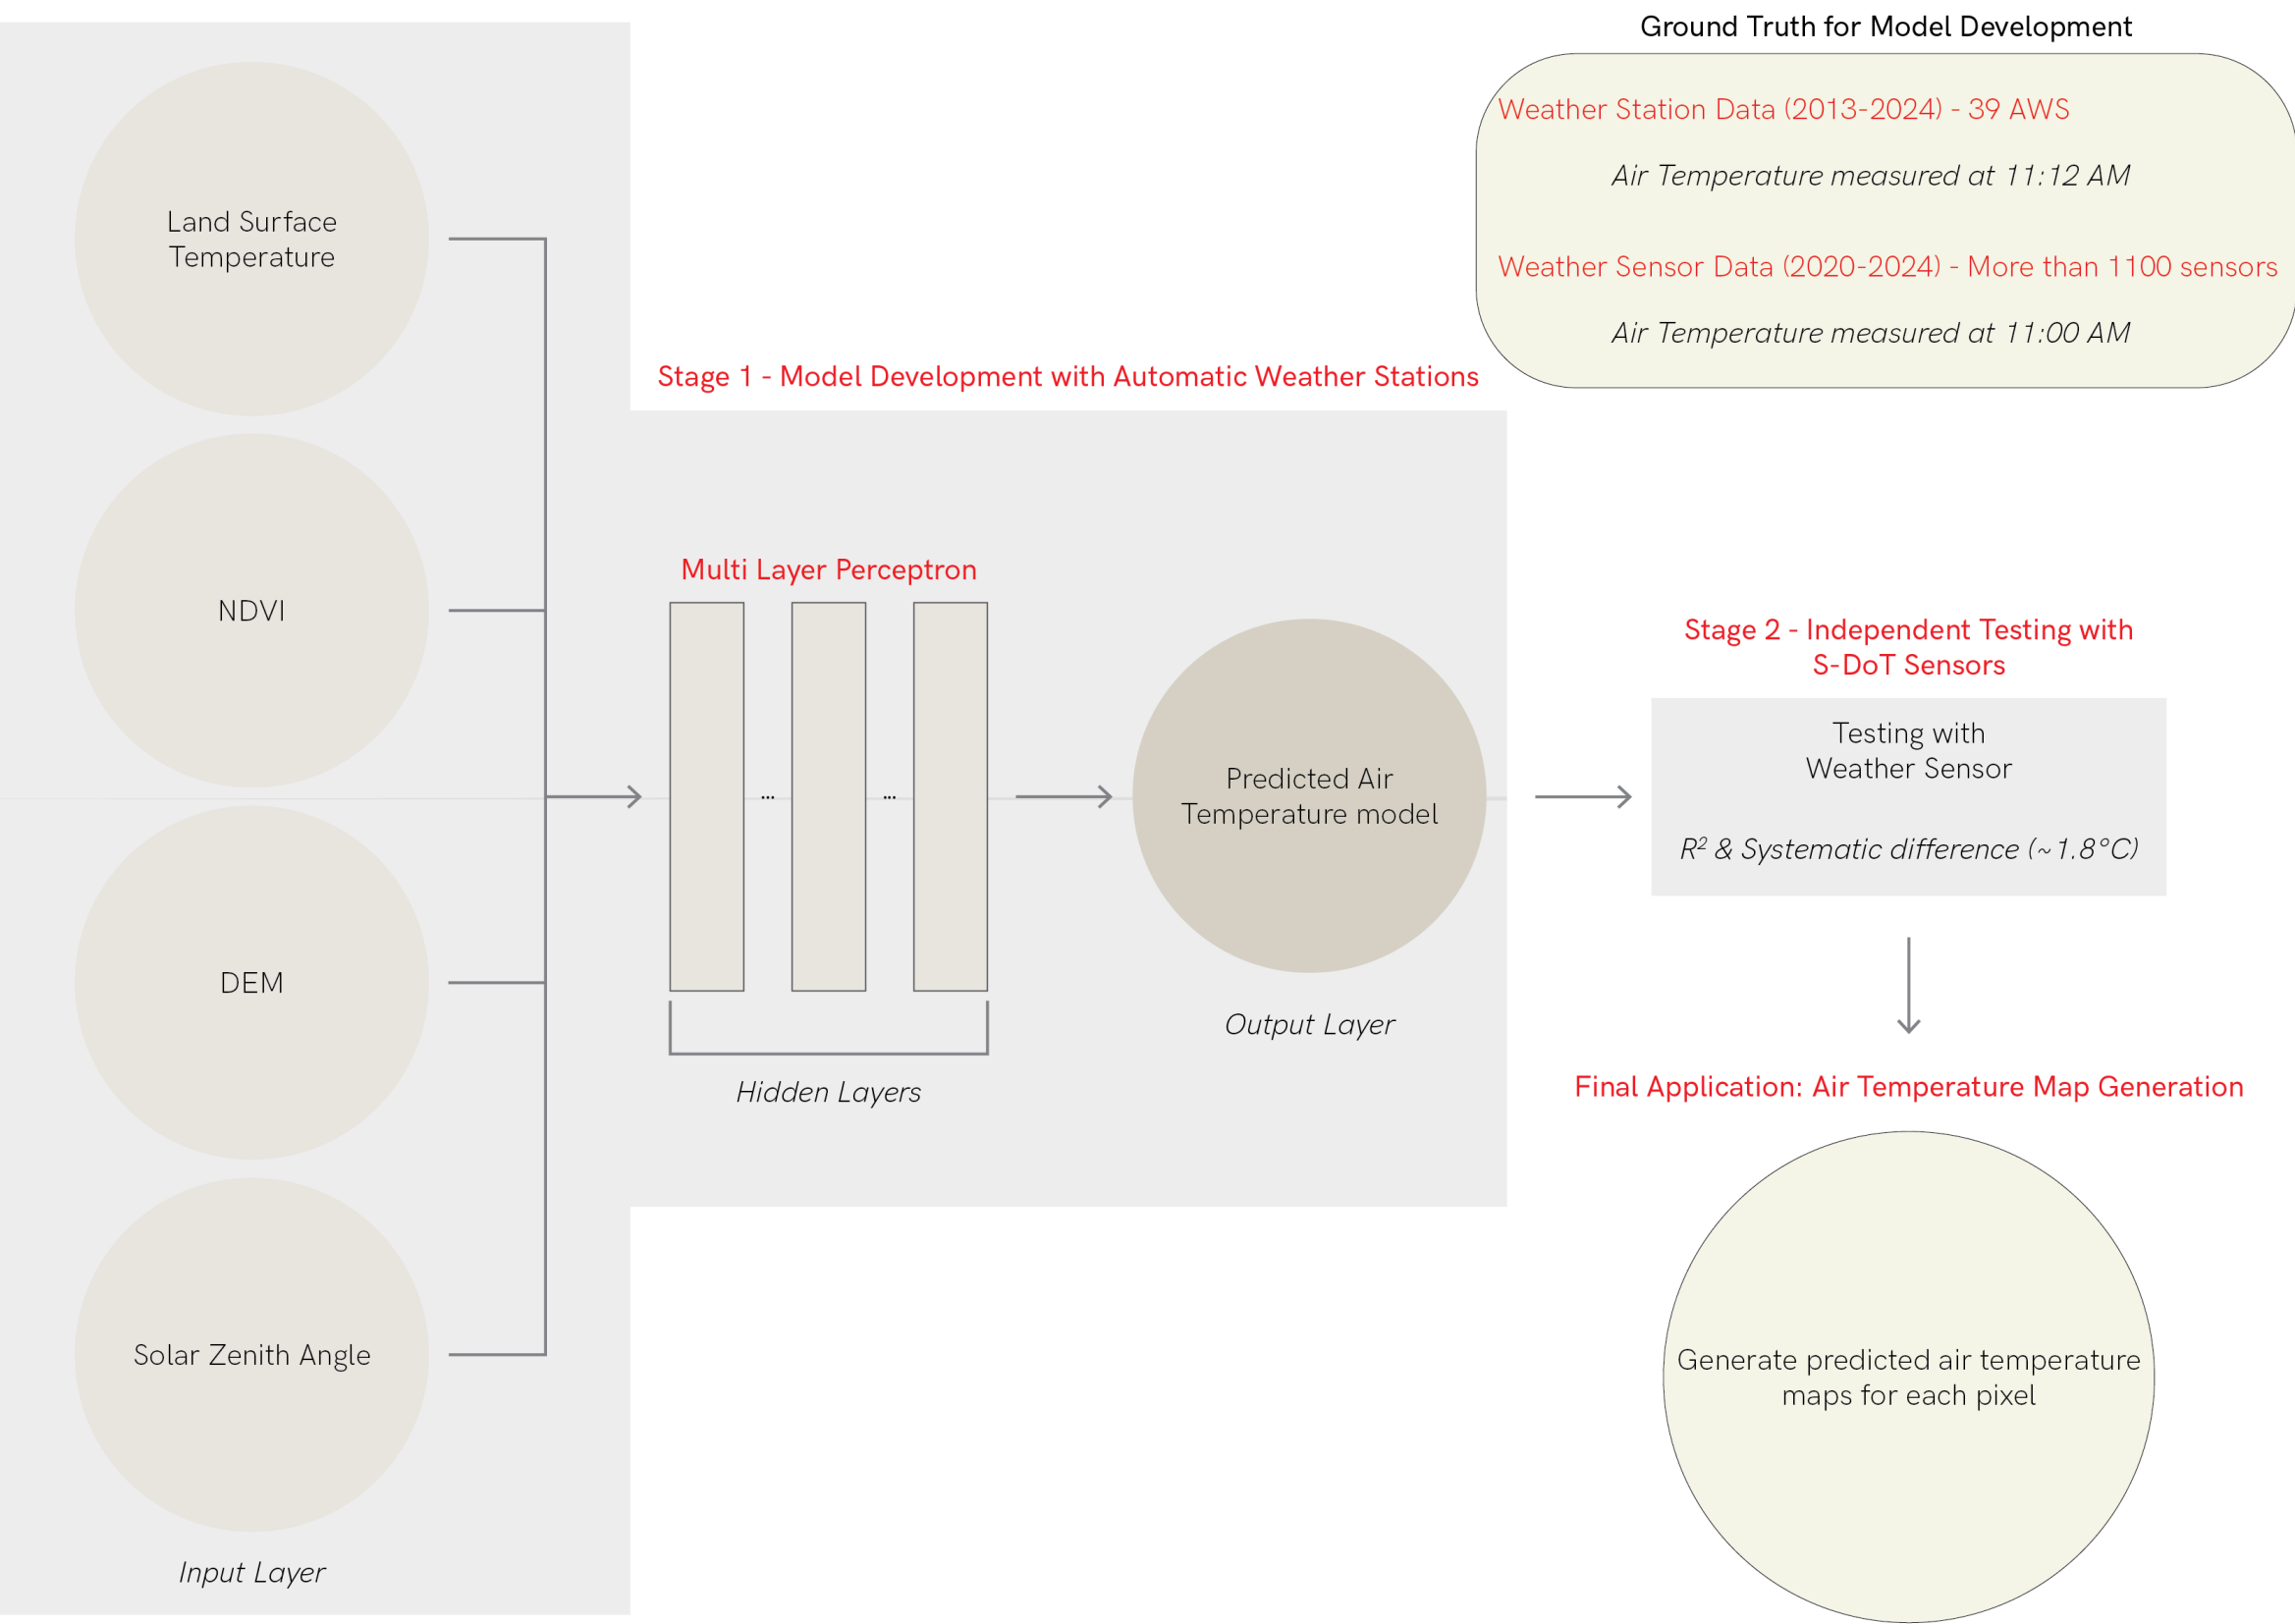 Ground Truth for Model Development
Weather Station Data (2013-2024) - 39 AWS
Air Temperature measured at 11:12 AM
Weather Sensor Data (2020-2024) - More than 1100 sensors
Air Temperature measured at 11:00 AM
Land Surface
Temperature
NDVI
DEM
Solar Zenith Angle
Input Layer
Stage 1 - Model Development with Automatic Weather Stations
Multi Layer Perceptron
...
...
Hidden Layers
Predicted Air
Temperature model
Output Layer
Stage 2 - Independent Testing with
S-DoT Sensors
Testing with
Weather Sensor
R² & Systematic difference (~1.8°C)
Final Application: Air Temperature Map Generation
Generate predicted air temperature
maps for each pixel